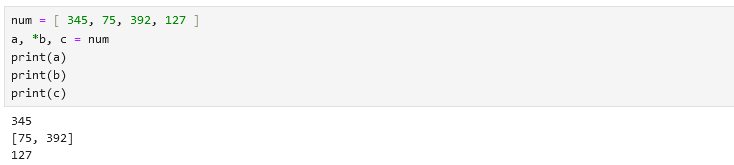 num = [ 345, 75, 392, 127 ]
a, *b, c = num
print(a)
print(b)
print(c)
345
[75, 392]
127